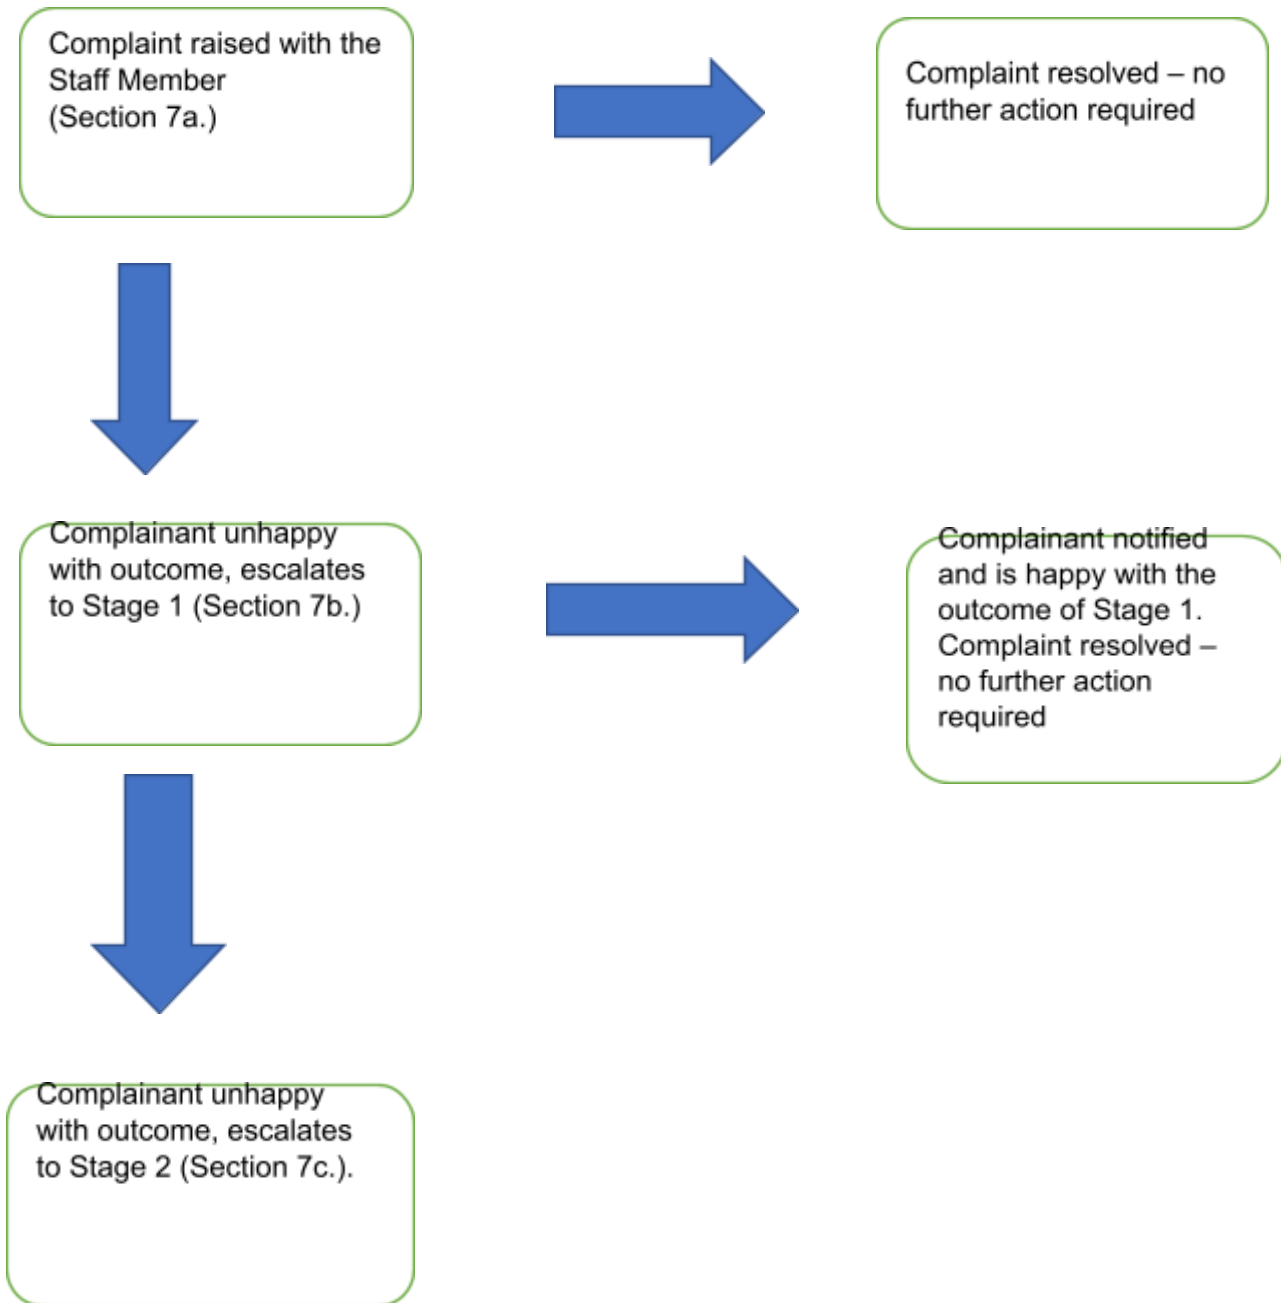 Complaint raised with the
Staff Member
(Section 7a.)
Complaint resolved – no
further action required
Complainant unhappy
with outcome, escalates
to Stage 1 (Section 7b.)
Complainant notified
and is happy with the
outcome of Stage 1.
Complaint resolved –
no further action
required
Complainant unhappy
with outcome, escalates
to Stage 2 (Section 7c.).